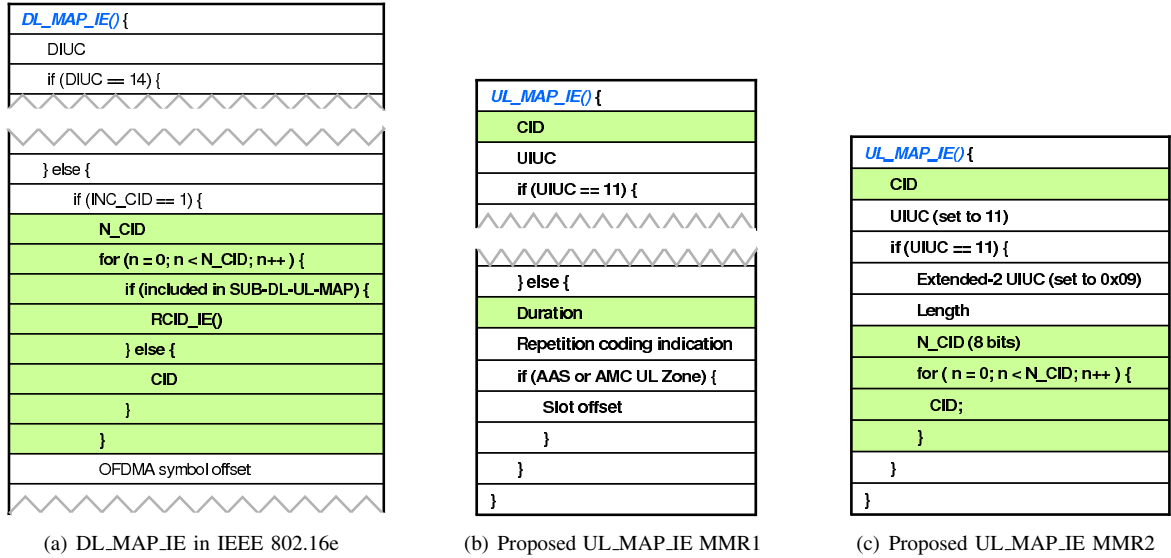 DL_MAP_IE() {
DIUC
if (DIUC == 14) {
} else {
if (INC_CID == 1) {
N_CID
for (n = 0; n < N_CID; n++ ) {
if (included in SUB-DL-UL-MAP) {
RCID_IE()
} else {
CID
}
}
OFDMA symbol offset
(a) DL_MAP_IE in IEEE 802.16e
UL_MAP_IE() {
CID
UIUC
if (UIUC == 11) {
} else {
Duration
Repetition coding indication
if (AAS or AMC UL Zone) {
Slot offset
}
}
}
(b) Proposed UL_MAP_IE MMR1
UL_MAP_IE() {
CID
UIUC (set to 11)
if (UIUC == 11) {
Extended-2 UIUC (set to 0x09)
Length
N_CID (8 bits)
for ( n = 0; n < N_CID; n++ ) {
CID;
}
}
}
(c) Proposed UL_MAP_IE MMR2